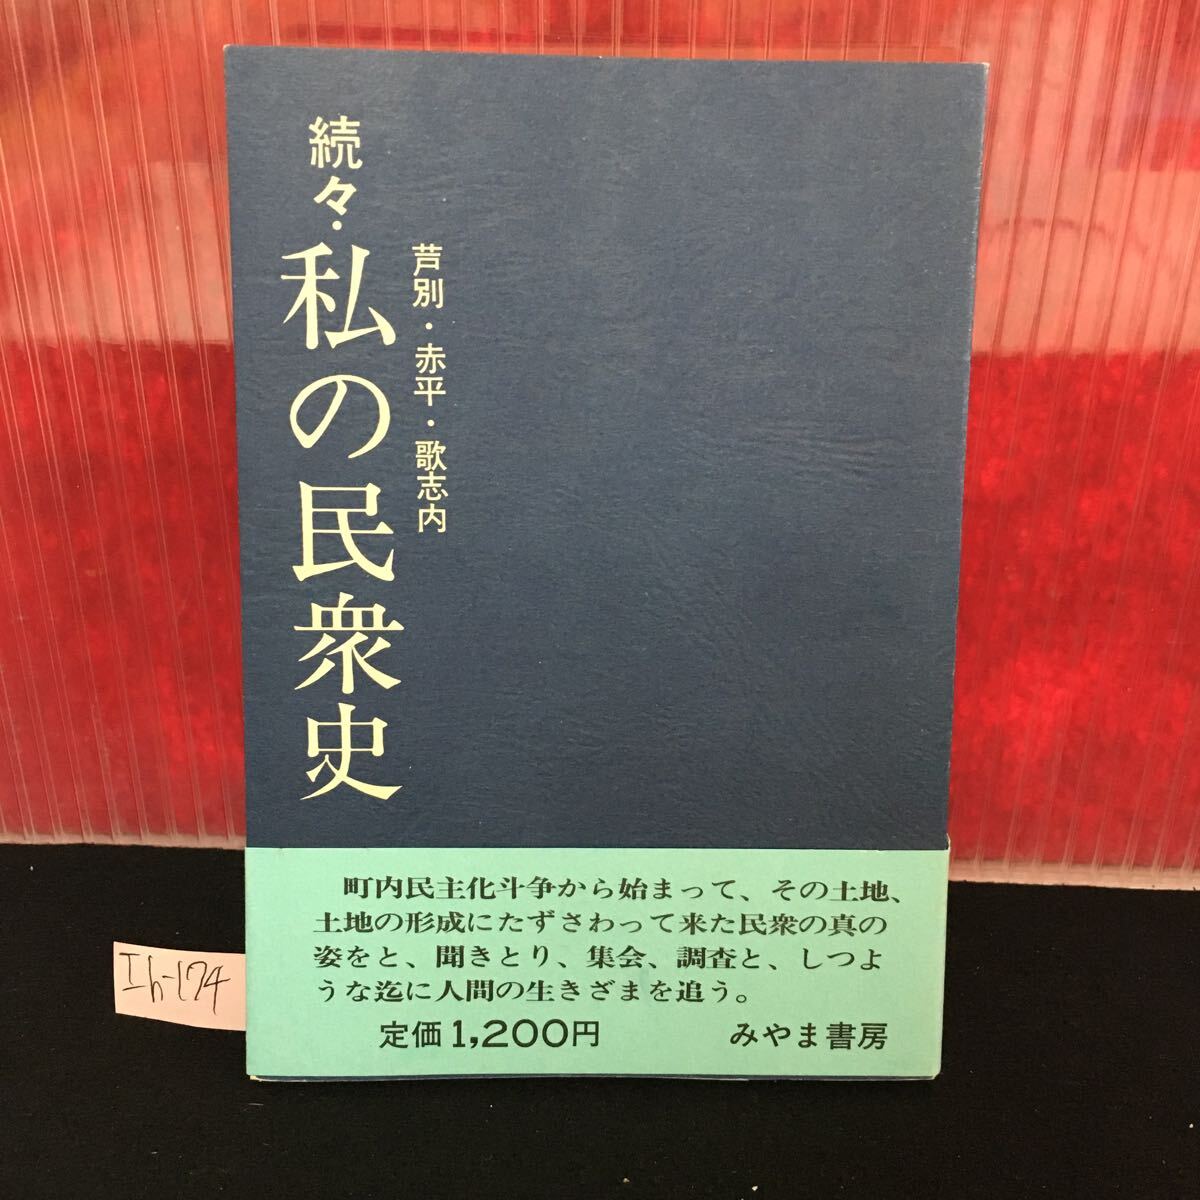 続々・私の民衆史
芦別・赤平・歌志内
町内民主化斗争から始まって、その土地、
土地の形成にたずさわって来た民衆の真の
姿をと、聞きとり、集会、調査と、しつよ
うな迄に人間の生きざまを追う。
定価1,200円 みやま書房
Ih-174